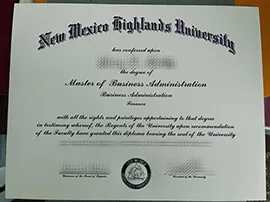 New Mexico Highlands University
has conferred upon
the degree of
Master of Business Administration
Business Administration
Finance
with all the rights and privileges appertaining to that degree
in testimony whereof, the Regents of the University upon recommendation
of the Faculty have granted this diploma bearing the seal of the University